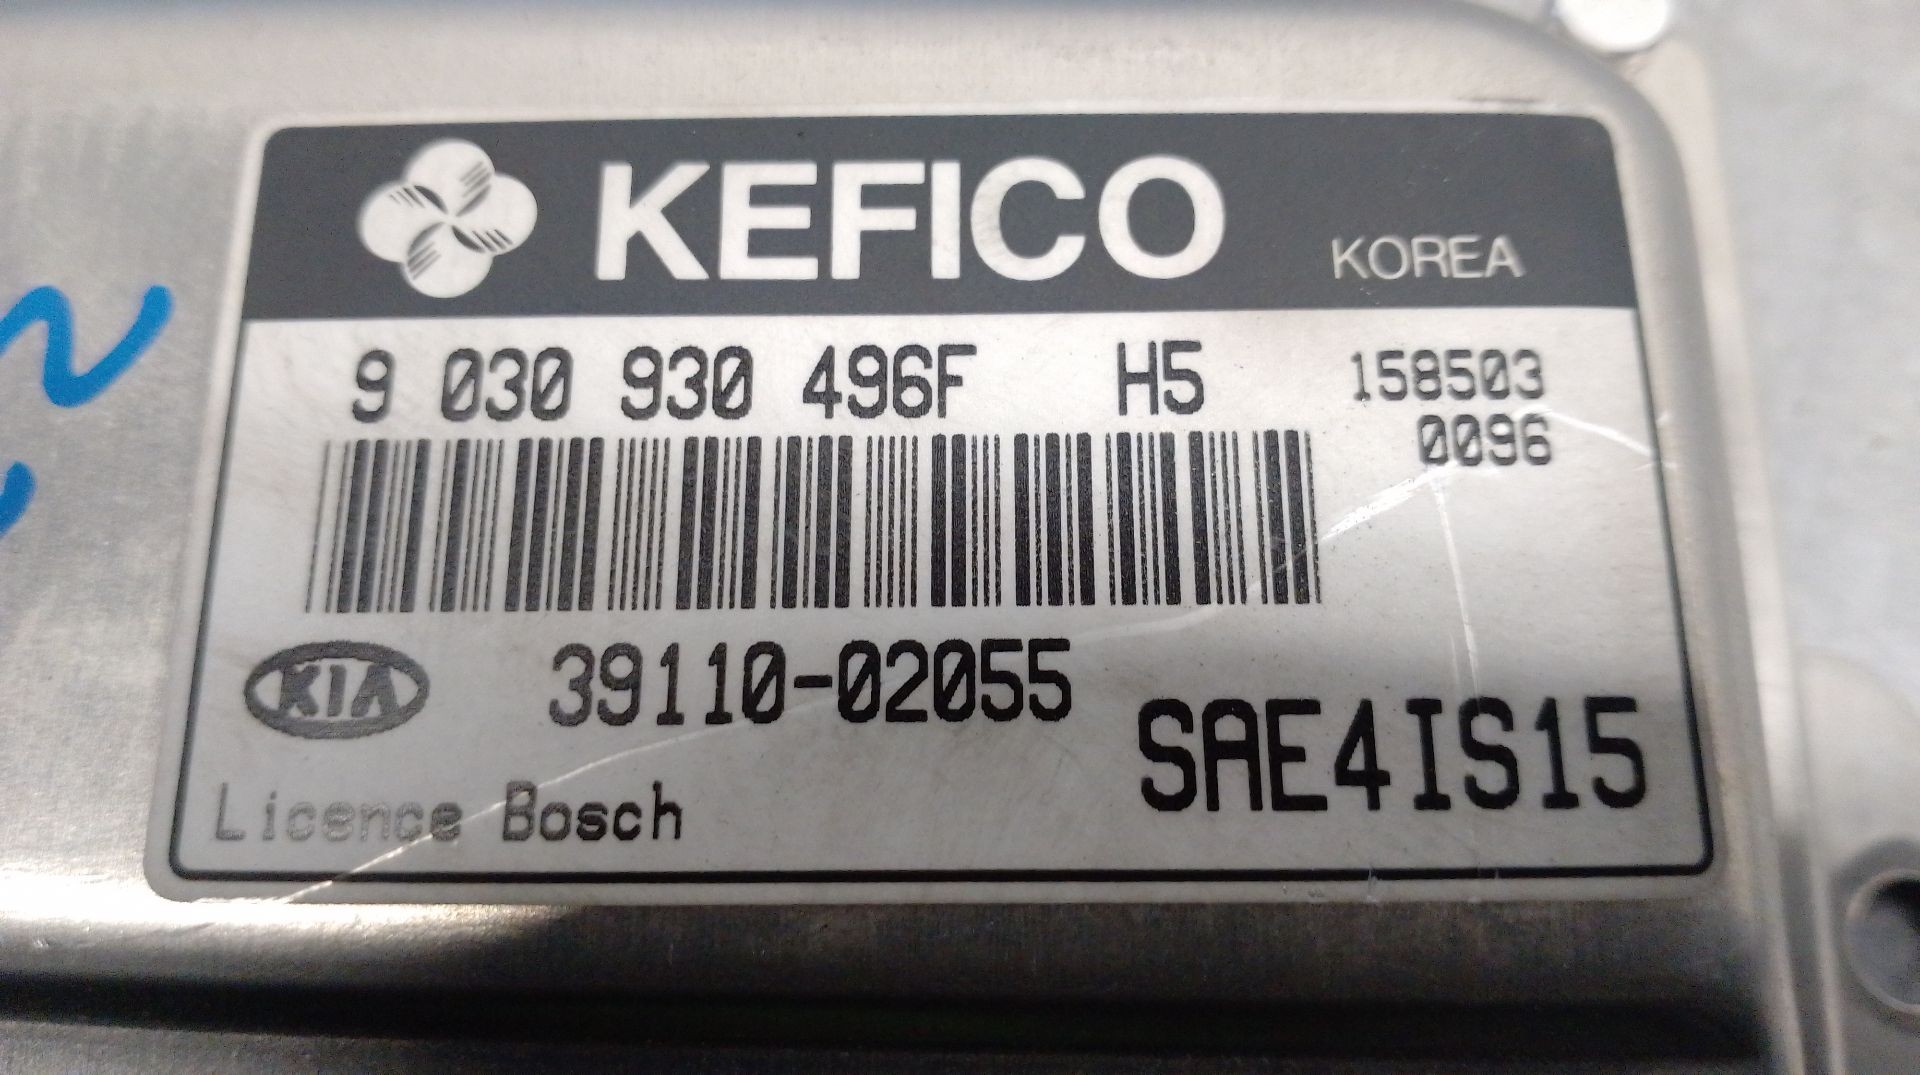 KEFICO KOREA
9 030 930 496F H5 158503
0096
KIA 39110-02055
SAE4IS15
Licence Bosch